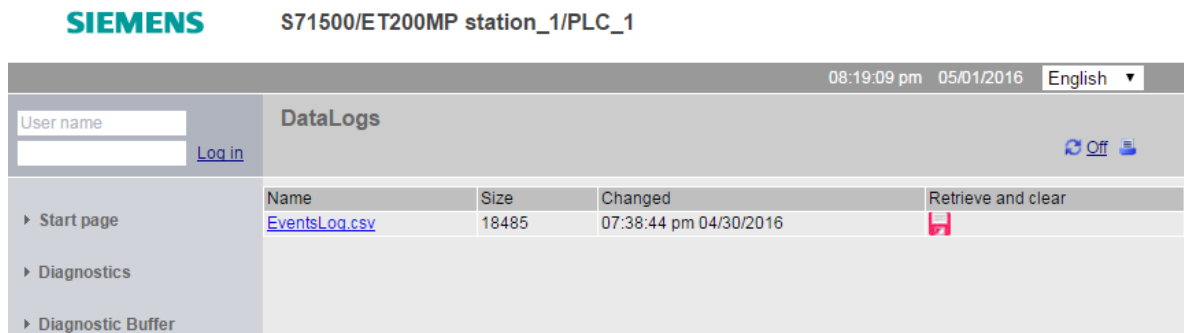 SIEMENS S71500/ET200MP station_1/PLC_1
08:19:09 pm 05/01/2016 English
User name
DataLogs
Log in
Off
Name Size Changed Retrieve and clear
EventsLog.csv 18485 07:38:44 pm 04/30/2016
Start page
Diagnostics
Diagnostic Buffer